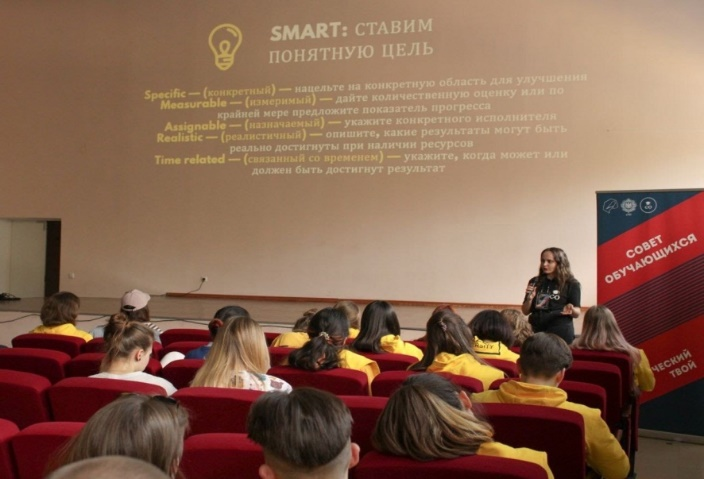 SMART: СТАВИМ
ПОНЯТНУЮ ЦЕЛЬ
Specific — (конкретный) — нацельте на конкретную область для улучшения
Measurable — (измеримый) — дайте количественную оценку или по
крайней мере предложите показатель прогресса
Assignable — (назначаемый) — укажите конкретного исполнителя
Realistic — (реалистичный) — опишите, какие результаты могут быть
реально достигнуты при наличии ресурсов
Time related — (связанный со временем) — укажите, когда может или
должен быть достигнут результат
СОВЕТ
ОБУЧАЮЩИХСЯ
ТВОЙ